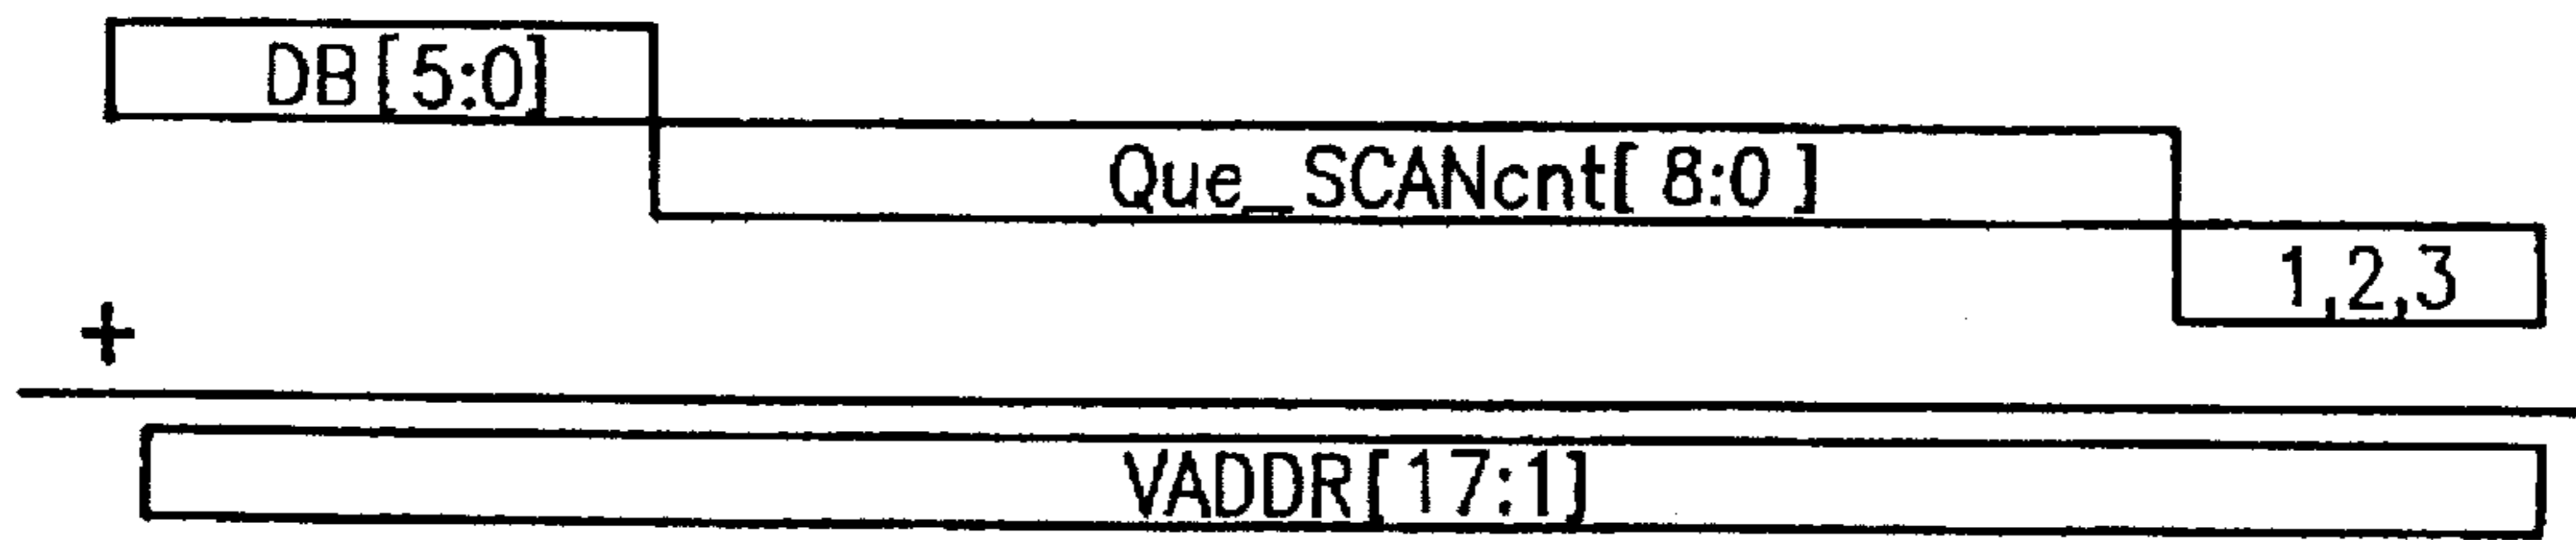 DB[5:0]
Que_SCANcnt[ 8:0 ]
1,2,3
+
VADDR[17:1]